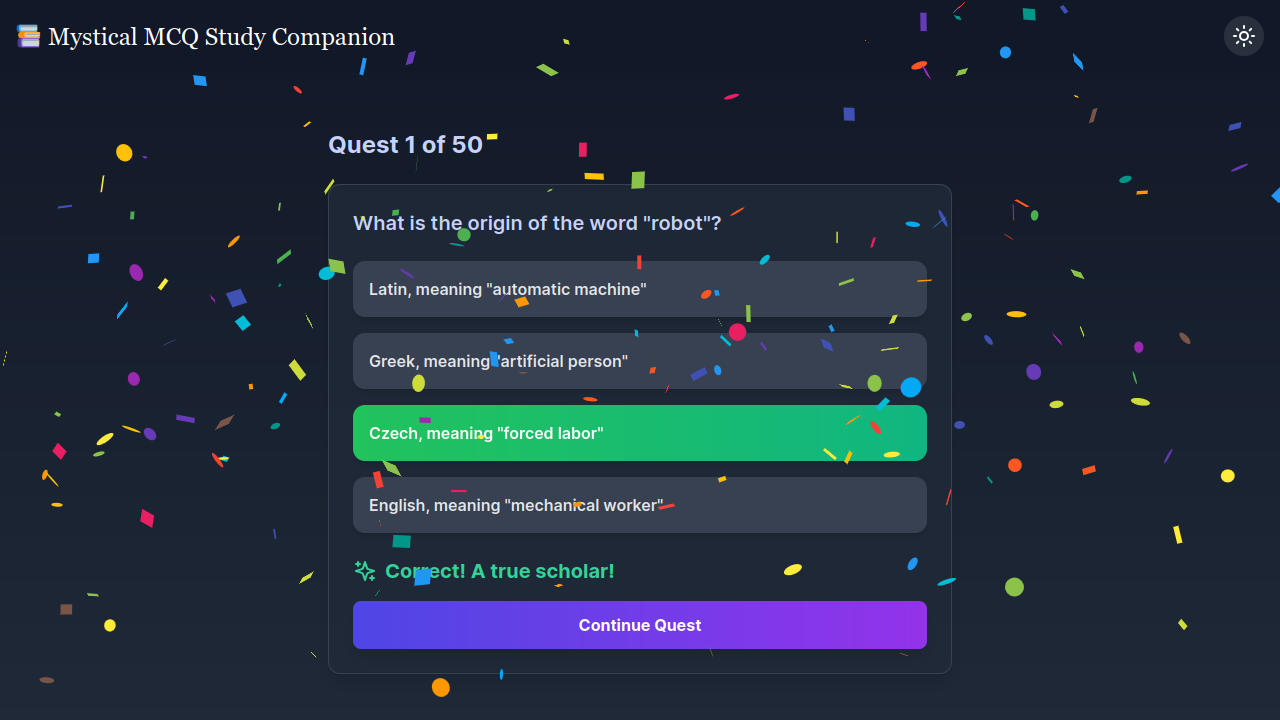 Mystical MCQ Study Companion
Quest 1 of 50
What is the origin of the word "robot"?
Latin, meaning "automatic machine"
Greek, meaning "artificial person"
Czech, meaning "forced labor"
English, meaning "mechanical worker"
Correct! A true scholar!
Continue Quest